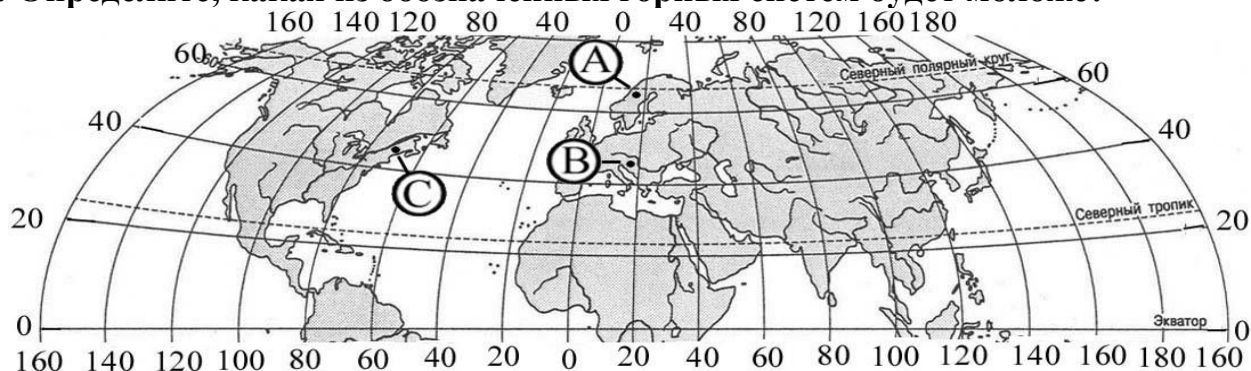 Определите, какая из обозначенных горных систем будет моложе?
160 140 120 80 40 0 40 80 120 160 180
A
Северный полярный круг
60 60
40 40
B
C
Северный тропик
20 20
Экватор
0 0
160 140 120 100 80 60 40 20 0 20 40 60 80 100 120 140 160 180 160